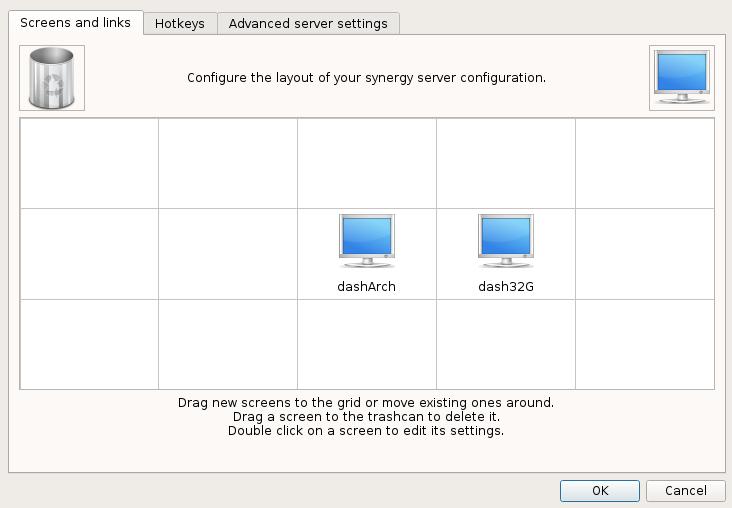 Screens and links
Hotkeys
Advanced server settings
Configure the layout of your synergy server configuration.
dashArch
dash32G
Drag new screens to the grid or move existing ones around.
Drag a screen to the trashcan to delete it.
Double click on a screen to edit its settings.
OK
Cancel